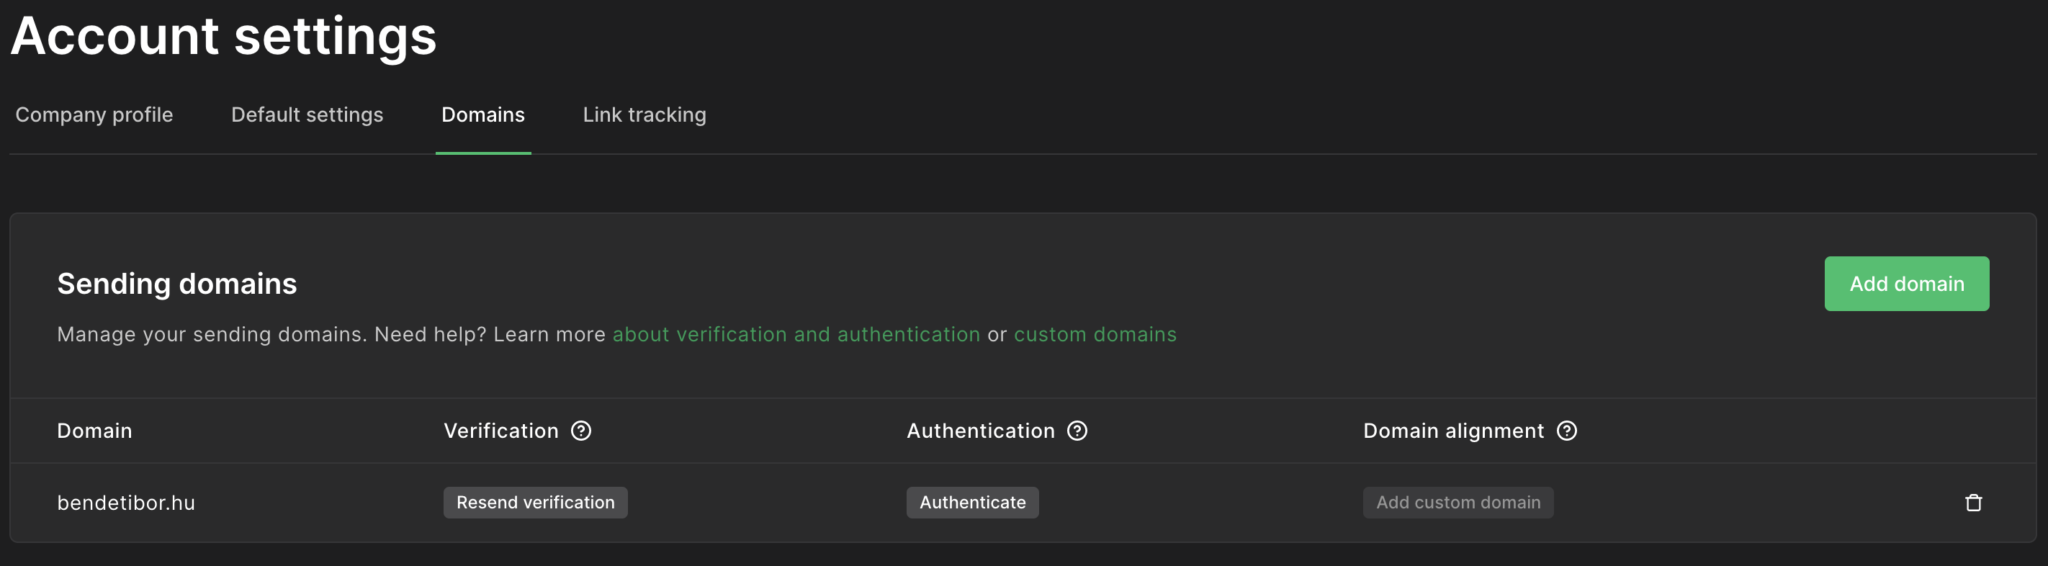 Account settings
Company profile Default settings Domains Link tracking
Sending domains
Add domain
Manage your sending domains. Need help? Learn more about verification and authentication or custom domains
Domain Verification ? Authentication ? Domain alignment ?
bendetibor.hu Resend verification Authenticate Add custom domain